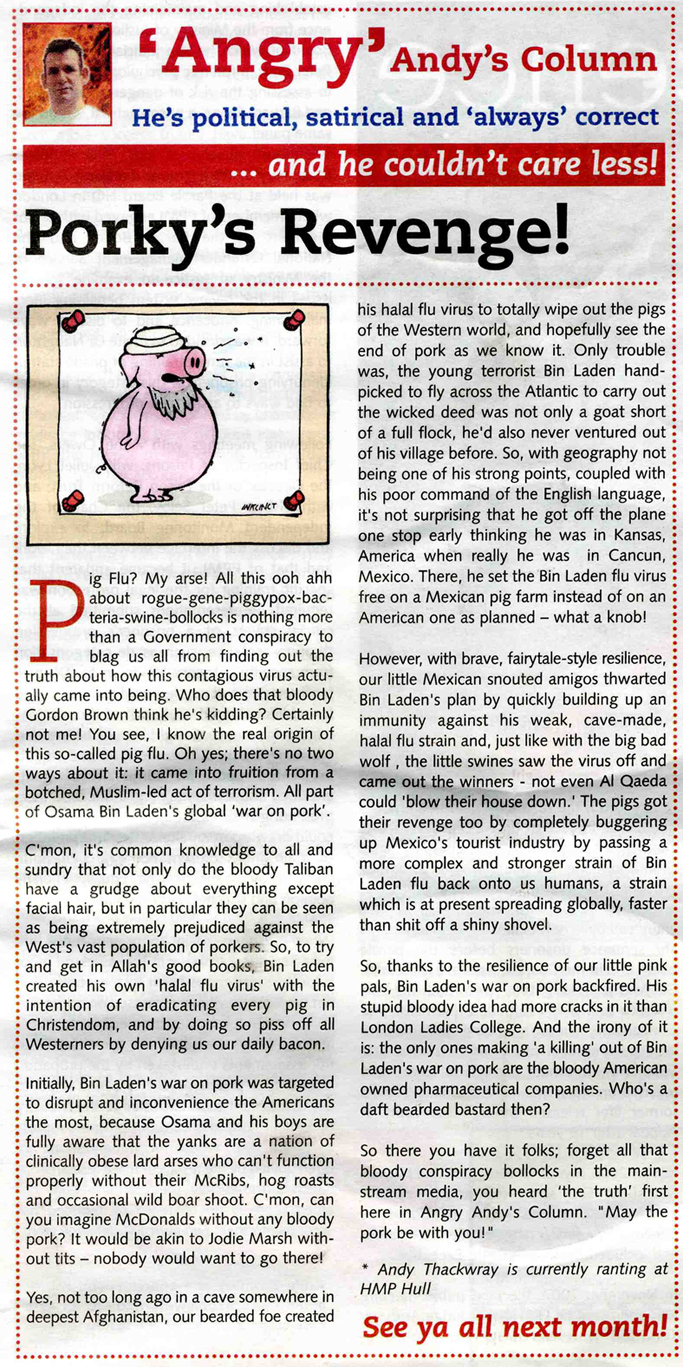 ‘Angry’ Andy’s Column
He’s political, satirical and ‘always’ correct
... and he couldn’t care less!
Porky’s Revenge!
INKCINCT
Pig Flu? My arse! All this ooh ahh
about rogue-gene-piggypox-bac-
teria-swine-bollocks is nothing more
than a Government conspiracy to
blag us all from finding out the
truth about how this contagious virus actu-
ally came into being. Who does that bloody
Gordon Brown think he's kidding? Certainly
not me! You see, I know the real origin of
this so-called pig flu. Oh yes; there's no two
ways about it: it came into fruition from a
botched, Muslim-led act of terrorism. All part
of Osama Bin Laden's global 'war on pork'.
C'mon, it's common knowledge to all and
sundry that not only do the bloody Taliban
have a grudge about everything except
facial hair, but in particular they can be seen
as being extremely prejudiced against the
West's vast population of porkers. So, to try
and get in Allah's good books, Bin Laden
created his own 'halal flu virus' with the
intention of eradicating every pig in
Christendom, and by doing so piss off all
Westerners by denying us our daily bacon.
Initially, Bin Laden's war on pork was targeted
to disrupt and inconvenience the Americans
the most, because Osama and his boys are
fully aware that the yanks are a nation of
clinically obese lard arses who can't function
properly without their McRibs, hog roasts
and occasional wild boar shoot. C'mon, can
you imagine McDonalds without any bloody
pork? It would be akin to Jodie Marsh with-
out tits – nobody would want to go there!
Yes, not too long ago in a cave somewhere in
deepest Afghanistan, our bearded foe created
his halal flu virus to totally wipe out the pigs
of the Western world, and hopefully see the
end of pork as we know it. Only trouble
was, the young terrorist Bin Laden hand-
picked to fly across the Atlantic to carry out
the wicked deed was not only a goat short
of a full flock, he'd also never ventured out
of his village before. So, with geography not
being one of his strong points, coupled with
his poor command of the English language,
it's not surprising that he got off the plane
one stop early thinking he was in Kansas,
America when really he was in Cancun,
Mexico. There, he set the Bin Laden flu virus
free on a Mexican pig farm instead of on an
American one as planned – what a knob!
However, with brave, fairytale-style resilience,
our little Mexican snouted amigos thwarted
Bin Laden's plan by quickly building up an
immunity against his weak, cave-made,
halal flu strain and, just like with the big bad
wolf , the little swines saw the virus off and
came out the winners - not even Al Qaeda
could 'blow their house down.' The pigs got
their revenge too by completely buggering
up Mexico's tourist industry by passing a
more complex and stronger strain of Bin
Laden flu back onto us humans, a strain
which is at present spreading globally, faster
than shit off a shiny shovel.
So, thanks to the resilience of our little pink
pals, Bin Laden's war on pork backfired. His
stupid bloody idea had more cracks in it than
London Ladies College. And the irony of it
is: the only ones making 'a killing' out of Bin
Laden's war on pork are the bloody American
owned pharmaceutical companies. Who's a
daft bearded bastard then?
So there you have it folks; forget all that
bloody conspiracy bollocks in the main-
stream media, you heard 'the truth' first
here in Angry Andy's Column. "May the
pork be with you!"
* Andy Thackwray is currently ranting at
HMP Hull
See ya all next month!